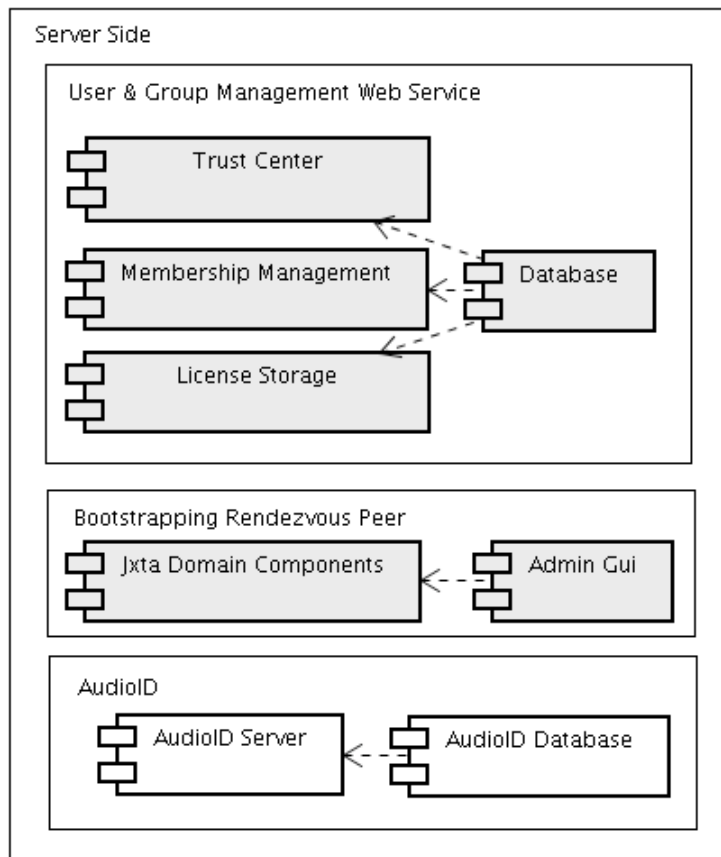 Server Side
User & Group Management Web Service
Trust Center
Membership Management
Database
License Storage
Bootstrapping Rendezvous Peer
Jxta Domain Components
Admin Gui
AudioID
AudioID Server
AudioID Database